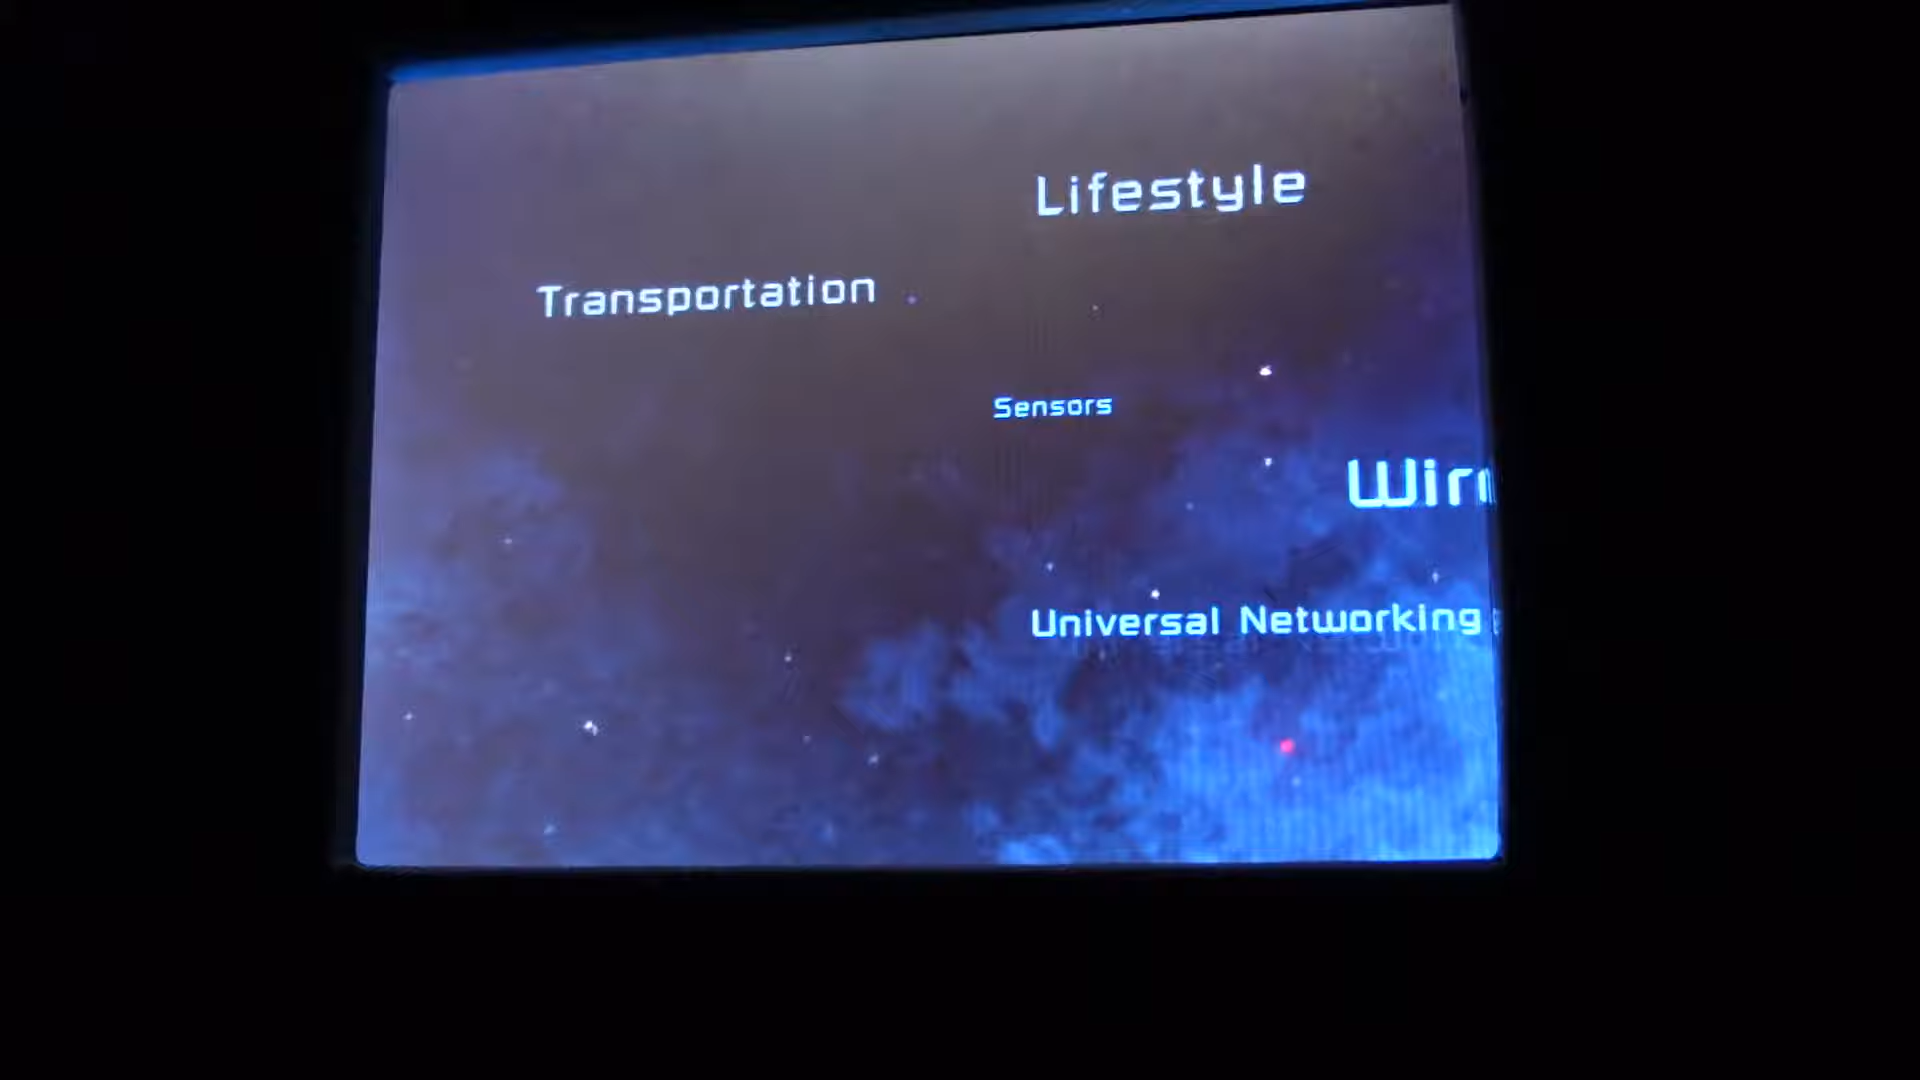 Lifestyle
Transportation
Sensors
Universal Networking